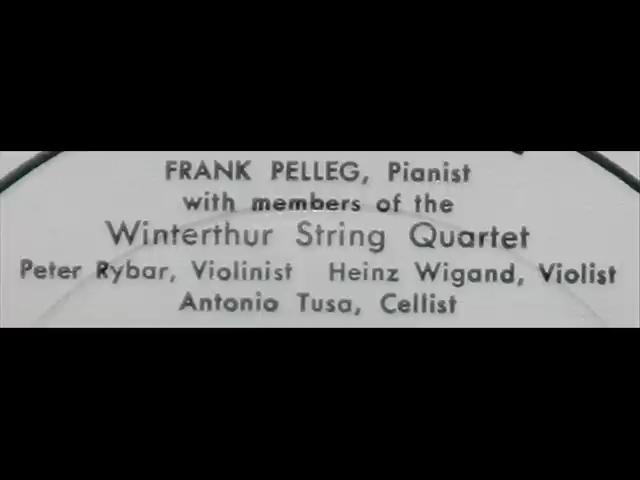 FRANK PELLEG, Pianist
with members of the
Winterthur String Quartet
Peter Rybar, Violinist Heinz Wigand, Violist
Antonio Tusa, Cellist